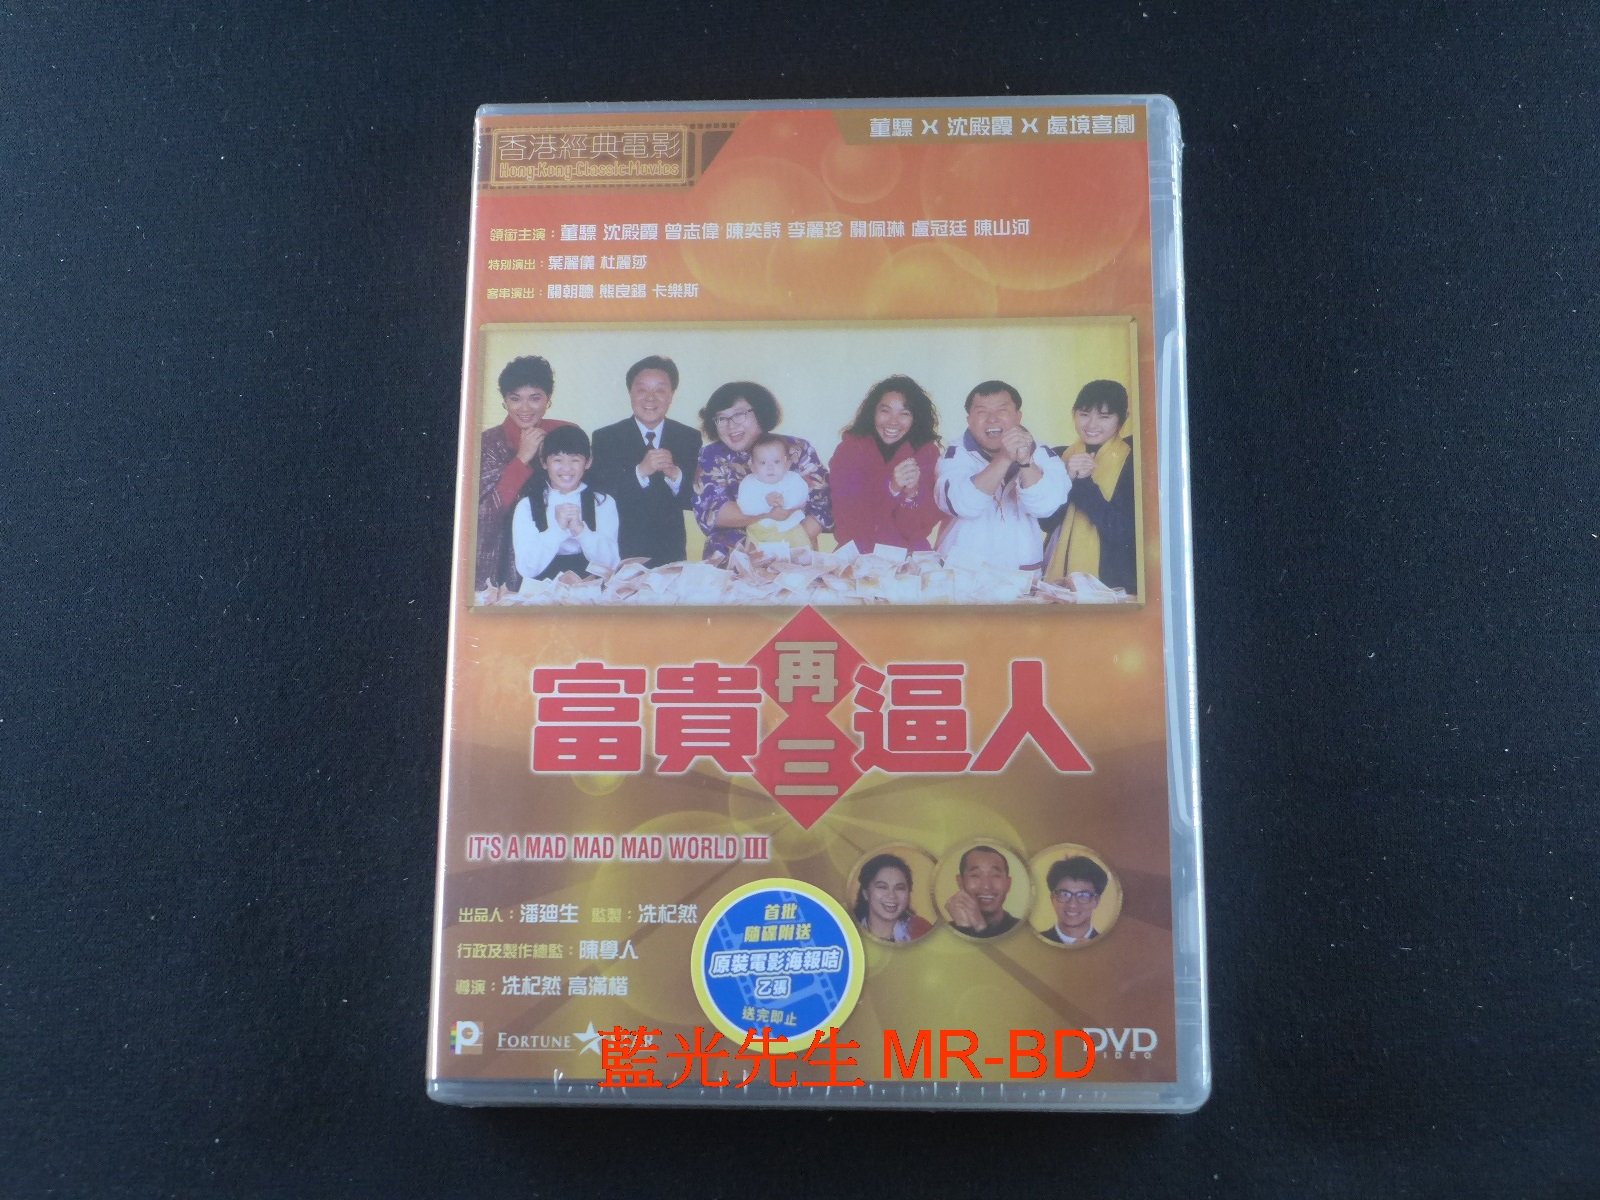 香港經典電影
Hong Kong Classic Movies
董驃 X 沈殿霞 X 處境喜劇
領銜主演：董驃 沈殿霞 曾志偉 陳奕詩 李麗珍 關佩琳 盧冠廷 陳山河
特別演出：葉麗儀 杜麗莎
客串演出：關朝聰 熊良錫 卡樂斯
富貴再三逼人
IT'S A MAD MAD MAD WORLD III
出品人：潘迪生 監製：冼杞然
行政及製作總監：陳學人
導演：冼杞然 高滿楷
首批
隨碟附送
原裝電影海報咭
乙張
送完即止
FORTUNE STAR
DVD
VIDEO
藍光先生 MR-BD